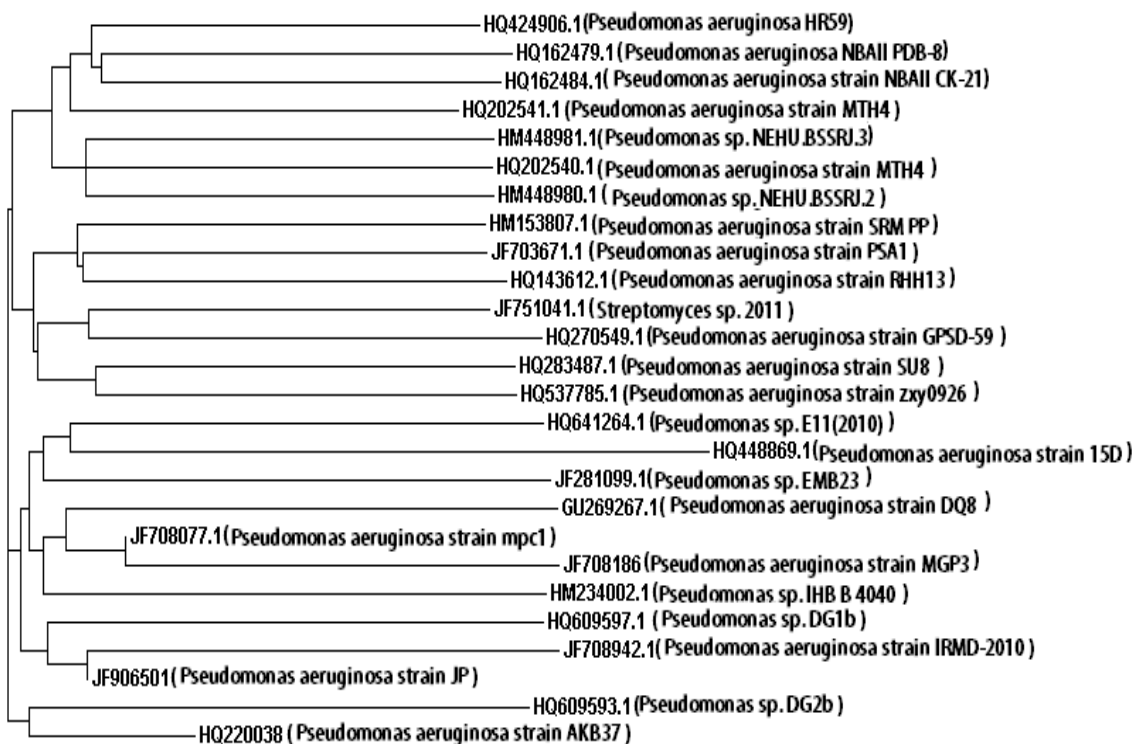 HQ424906.1(Pseudomonas aeruginosa HR59)
HQ162479.1(Pseudomonas aeruginosa NBAII PDB-8)
HQ162484.1(Pseudomonas aeruginosa strain NBAII CK-21)
HQ202541.1(Pseudomonas aeruginosa strain MTH4)
HM448981.1(Pseudomonas sp. NEHU.BSSRJ.3)
HQ202540.1(Pseudomonas aeruginosa strain MTH4 )
HM448980.1( Pseudomonas sp. NEHU.BSSRJ.2 )
HM153807.1(Pseudomonas aeruginosa strain SRM PP)
JF703671.1(Pseudomonas aeruginosa strain PSA1 )
HQ143612.1(Pseudomonas aeruginosa strain RHH13 )
JF751041.1(Streptomyces sp. 2011 )
HQ270549.1(Pseudomonas aeruginosa strain GPSD-59 )
HQ283487.1(Pseudomonas aeruginosa strain SU8 )
HQ537785.1(Pseudomonas aeruginosa strain zxy0926 )
HQ641264.1(Pseudomonas sp. E11(2010) )
HQ448869.1(Pseudomonas aeruginosa strain 15D)
JF281099.1(Pseudomonas sp. EMB23 )
GU269267.1(Pseudomonas aeruginosa strain DQ8 )
JF708077.1(Pseudomonas aeruginosa strain mpc1)
JF708186(Pseudomonas aeruginosa strain MGP3 )
HM234002.1(Pseudomonas sp. IHB B 4040 )
HQ609597.1( Pseudomonas sp. DG1b )
JF708942.1(Pseudomonas aeruginosa strain IRMD-2010 )
JF906501(Pseudomonas aeruginosa strain JP )
HQ609593.1(Pseudomonas sp. DG2b )
HQ220038 (Pseudomonas aeruginosa strain AKB37 )